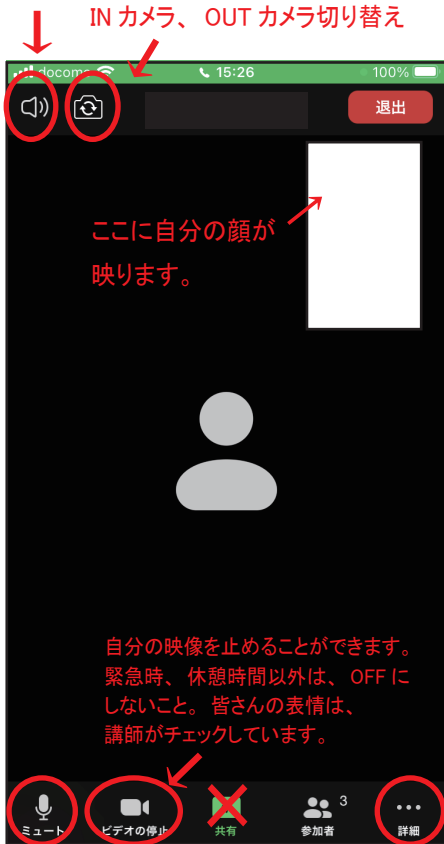 IN カメラ、 OUT カメラ切り替え
docomo 15:26 100%
退出
ここに自分の顔が
映ります。
自分の映像を止めることができます。
緊急時、休憩時間以外は、 OFF に
しないこと。皆さんの表情は、
講師がチェックしています。
3
ミュート ビデオの停止 共有 参加者 詳細